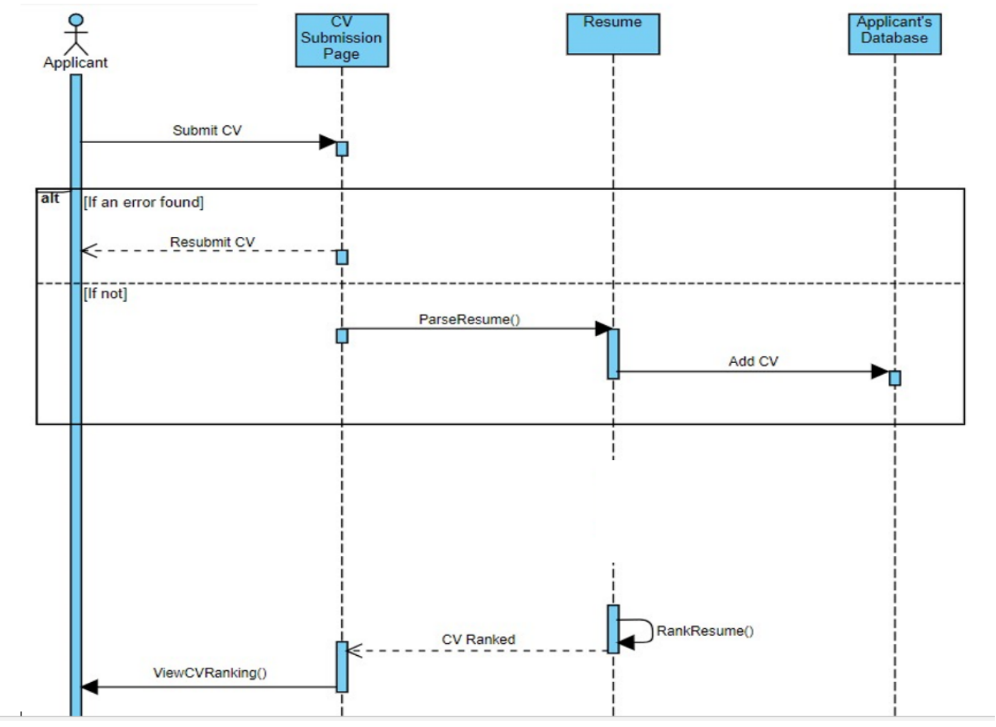 CV
Submission
Page
Resume
Applicant's
Database
Applicant
Submit CV
alt
[If an error found]
Resubmit CV
[If not]
ParseResume()
Add CV
RankResume()
CV Ranked
ViewCVRanking()